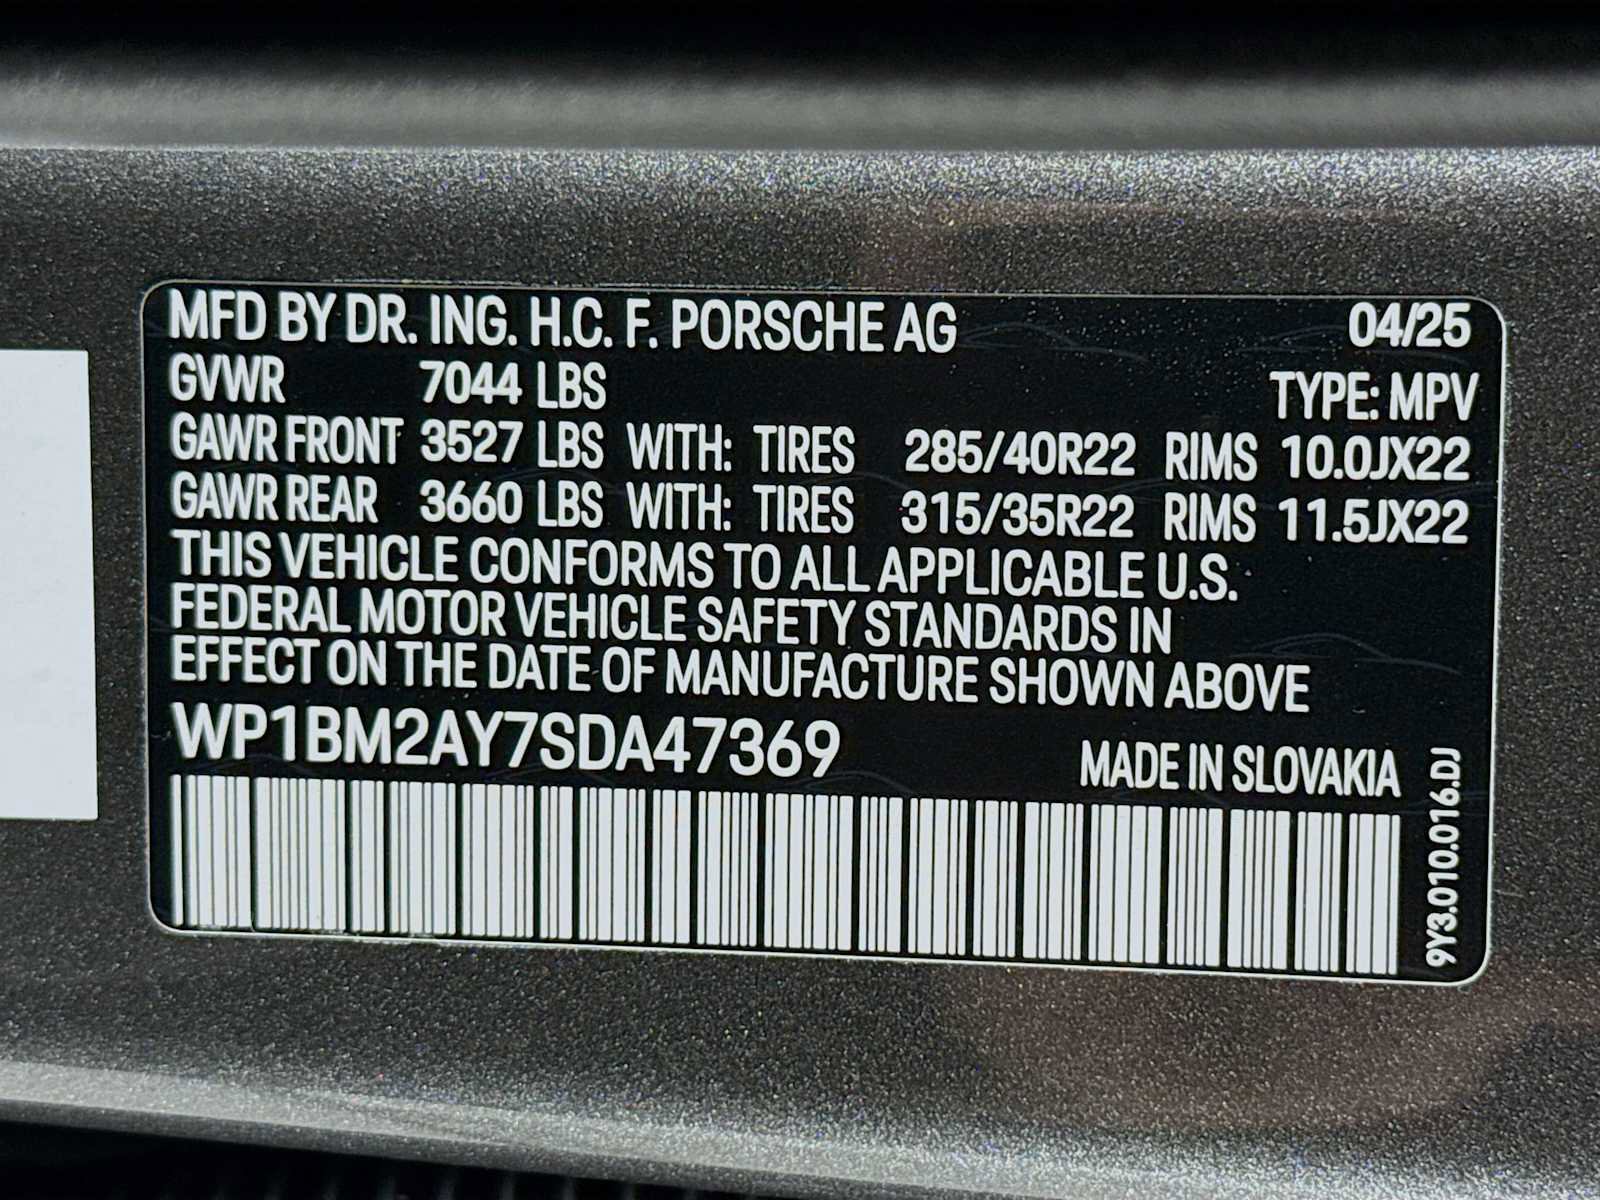 MFD BY DR. ING. H.C. F. PORSCHE AG 04/25
GVWR 7044 LBS TYPE: MPV
GAWR FRONT 3527 LBS WITH: TIRES 285/40R22 RIMS 10.0JX22
GAWR REAR 3660 LBS WITH: TIRES 315/35R22 RIMS 11.5JX22
THIS VEHICLE CONFORMS TO ALL APPLICABLE U.S.
FEDERAL MOTOR VEHICLE SAFETY STANDARDS IN
EFFECT ON THE DATE OF MANUFACTURE SHOWN ABOVE
WP1BM2AY7SDA47369
MADE IN SLOVAKIA
9Y3.010.016.DJ